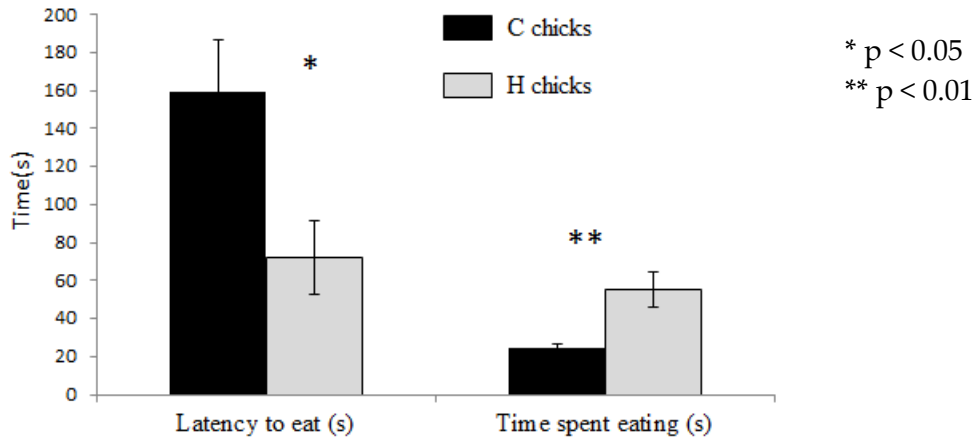 200
180
160
140
120
100
80
60
40
20
0
Time(s)
C chicks
H chicks
* p < 0.05
** p < 0.01
*
**
Latency to eat (s)
Time spent eating (s)